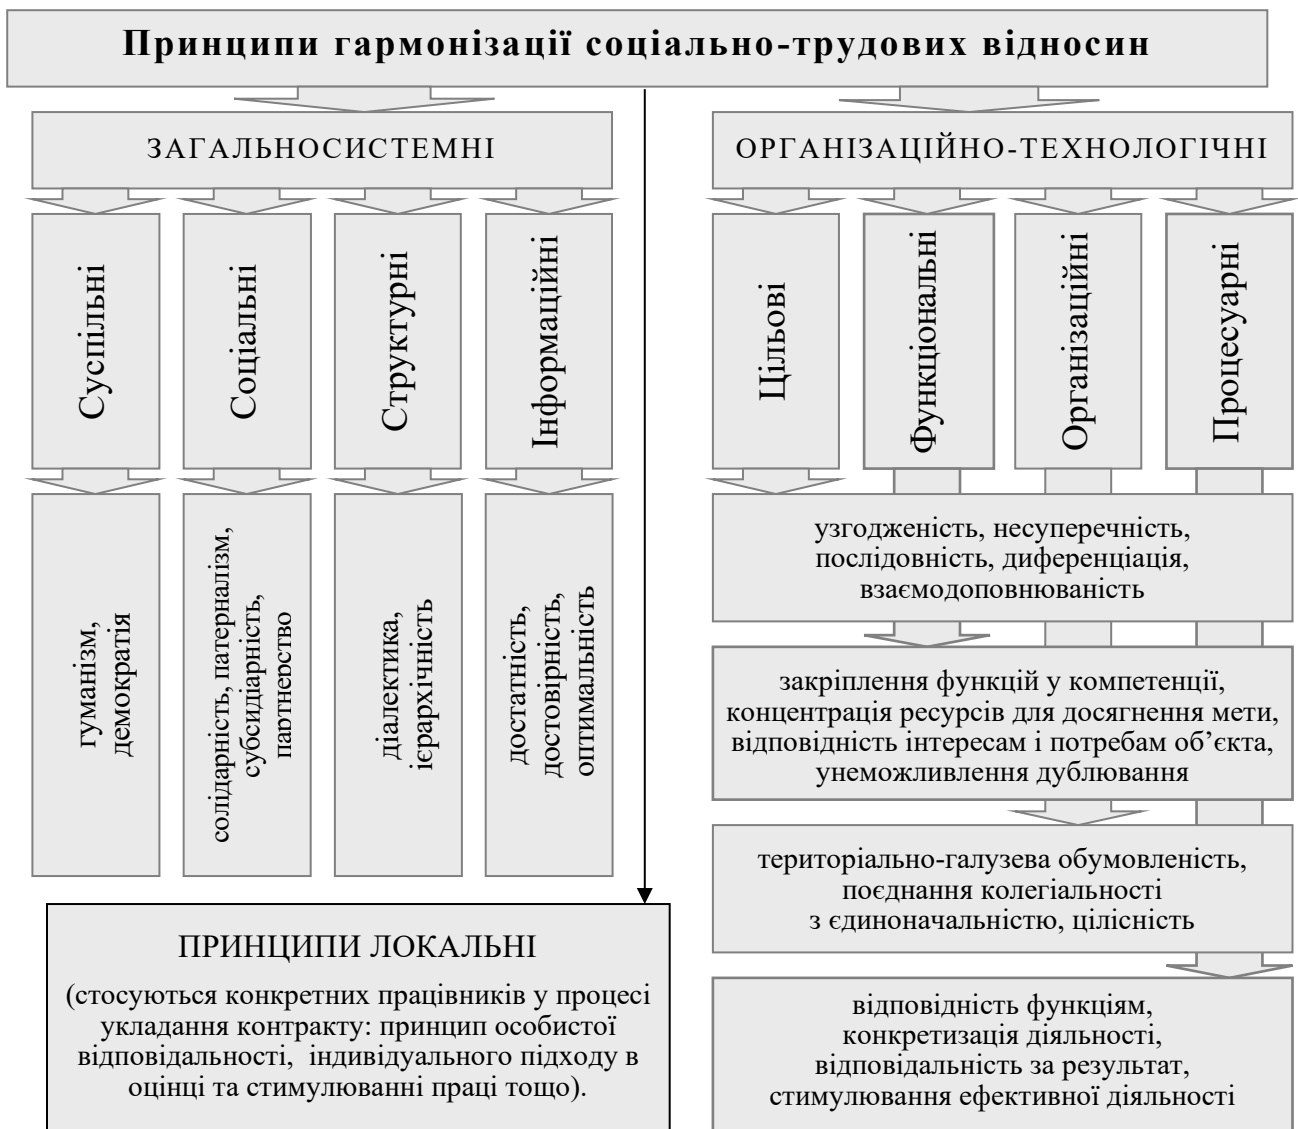 Принципи гармонізації соціально-трудових відносин
ЗАГАЛЬНОСИСТЕМНІ
ОРГАНІЗАЦІЙНО-ТЕХНОЛОГІЧНІ
Суспільні
Соціальні
Структурні
Інформаційні
Цільові
Функціональні
Організаційні
Процесуарні
гуманізм,
демократія
солідарність, патерналізм,
субсидіарність,
партнерство
діалектика,
ієрархічність
достатність,
достовірність,
оптимальність
узгодженість, несуперечність,
послідовність, диференціація,
взаємодоповнюваність
закріплення функцій у компетенції,
концентрація ресурсів для досягнення мети,
відповідність інтересам і потребам об’єкта,
унеможливлення дублювання
територіально-галузева обумовленість,
поєднання колегіальності
з єдиноначальністю, цілісність
відповідність функціям,
конкретизація діяльності,
відповідальність за результат,
стимулювання ефективної діяльності
ПРИНЦИПИ ЛОКАЛЬНІ
(стосуються конкретних працівників у процесі
укладання контракту: принцип особистої
відповідальності, індивідуального підходу в
оцінці та стимулюванні праці тощо).